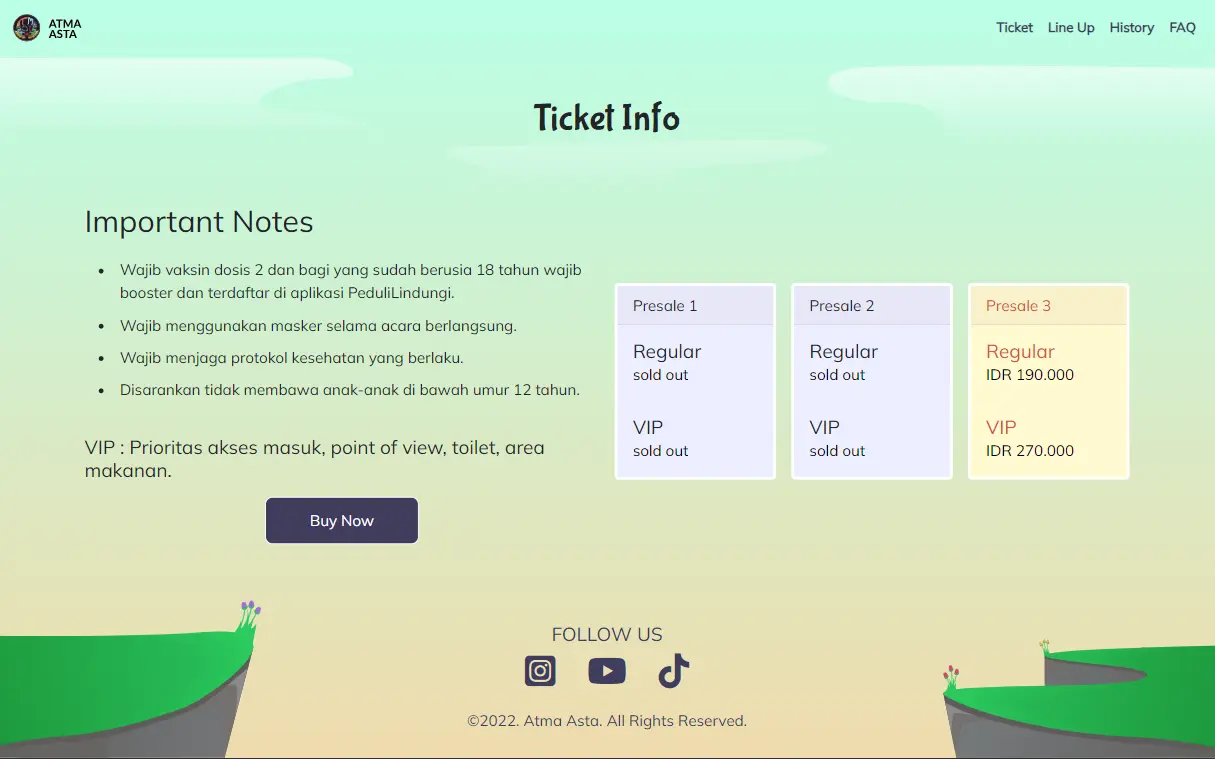 ATMA
ASTA
Ticket Line Up History FAQ
Ticket Info
Important Notes
• Wajib vaksin dosis 2 dan bagi yang sudah berusia 18 tahun wajib
booster dan terdaftar di aplikasi PeduliLindungi.
• Wajib menggunakan masker selama acara berlangsung.
• Wajib menjaga protokol kesehatan yang berlaku.
• Disarankan tidak membawa anak-anak di bawah umur 12 tahun.
VIP : Prioritas akses masuk, point of view, toilet, area
makanan.
Buy Now
Presale 1
Regular
sold out
VIP
sold out
Presale 2
Regular
sold out
VIP
sold out
Presale 3
Regular
IDR 190.000
VIP
IDR 270.000
FOLLOW US
©2022. Atma Asta. All Rights Reserved.